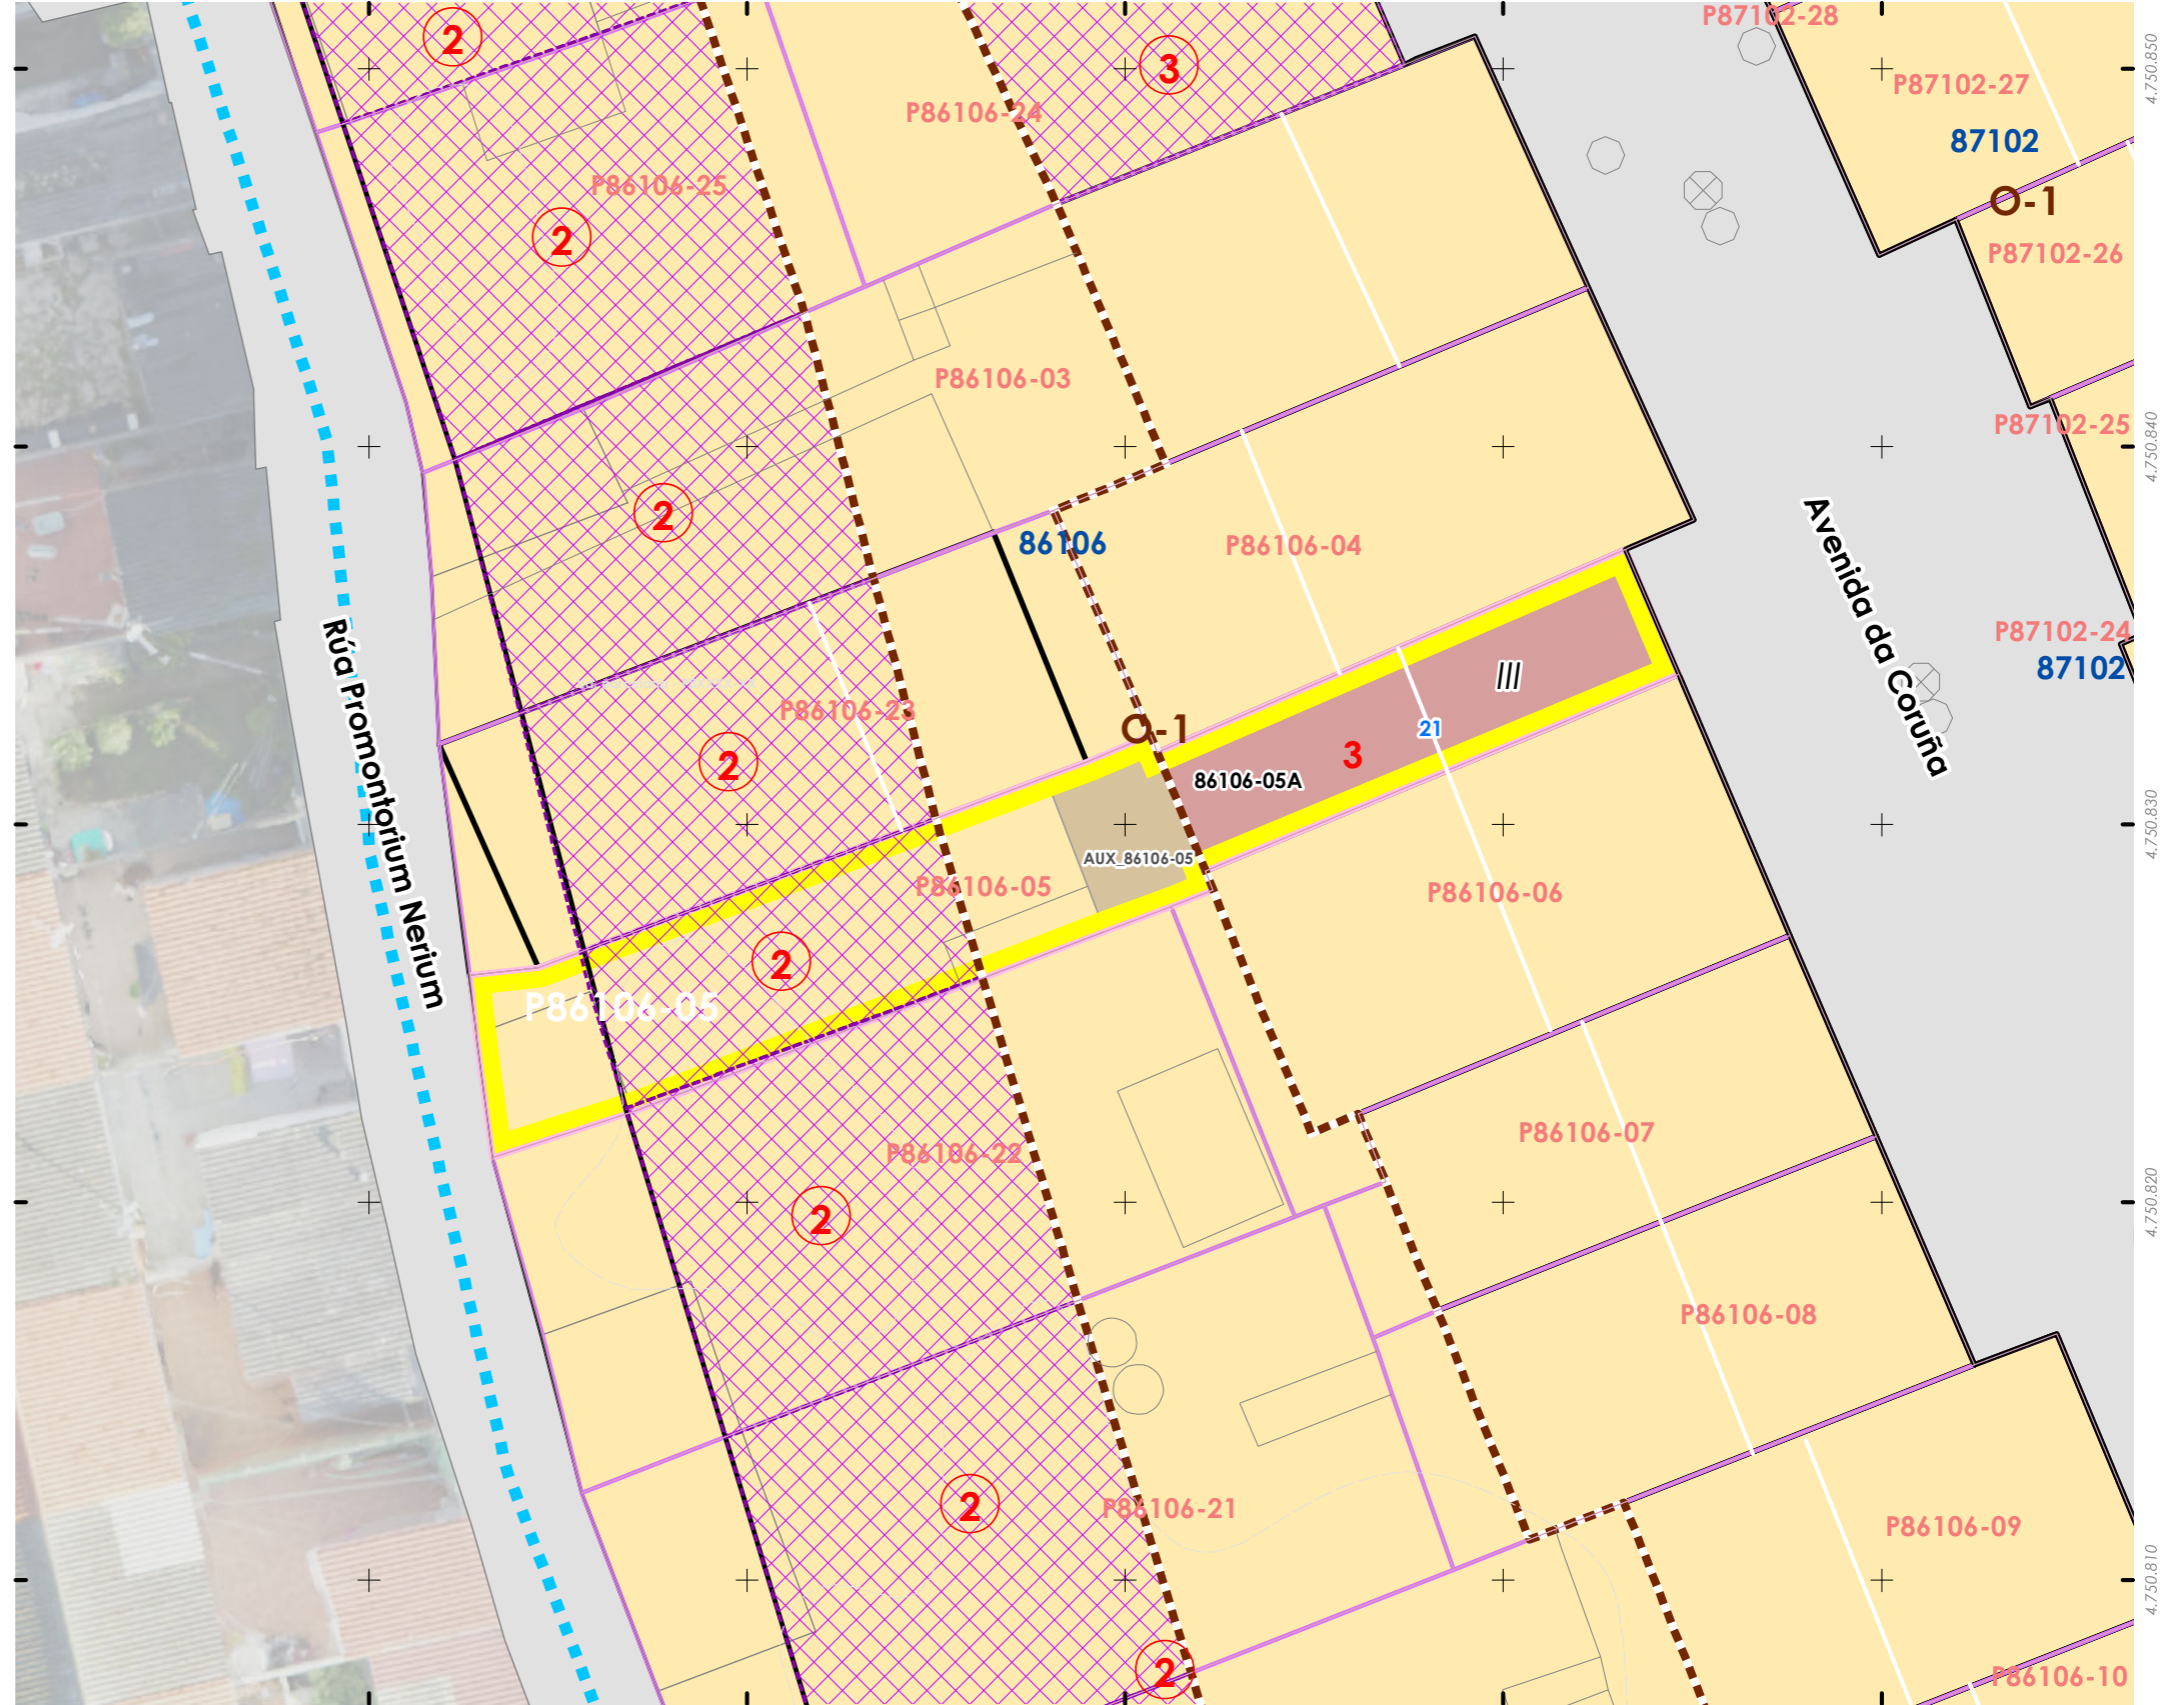 P87102-28
2
3
P87102-27
P86106-24
87102
P86106-25
O-1
2
P87102-26
P86106-03
P87102-25
2
86106
P86106-04
Avenida da Coruña
Rúa Promontorium Nerium
P87102-24
87102
III
P86106-23
O-1
21
2
3
86106-05A
AUX_86106-05
P86106-05
P86106-06
2
P86106-05
P86106-07
P86106-22
2
P86106-08
2
P86106-21
P86106-09
2
P86106-10
4.750.850
4.750.840
4.750.830
4.750.820
4.750.810